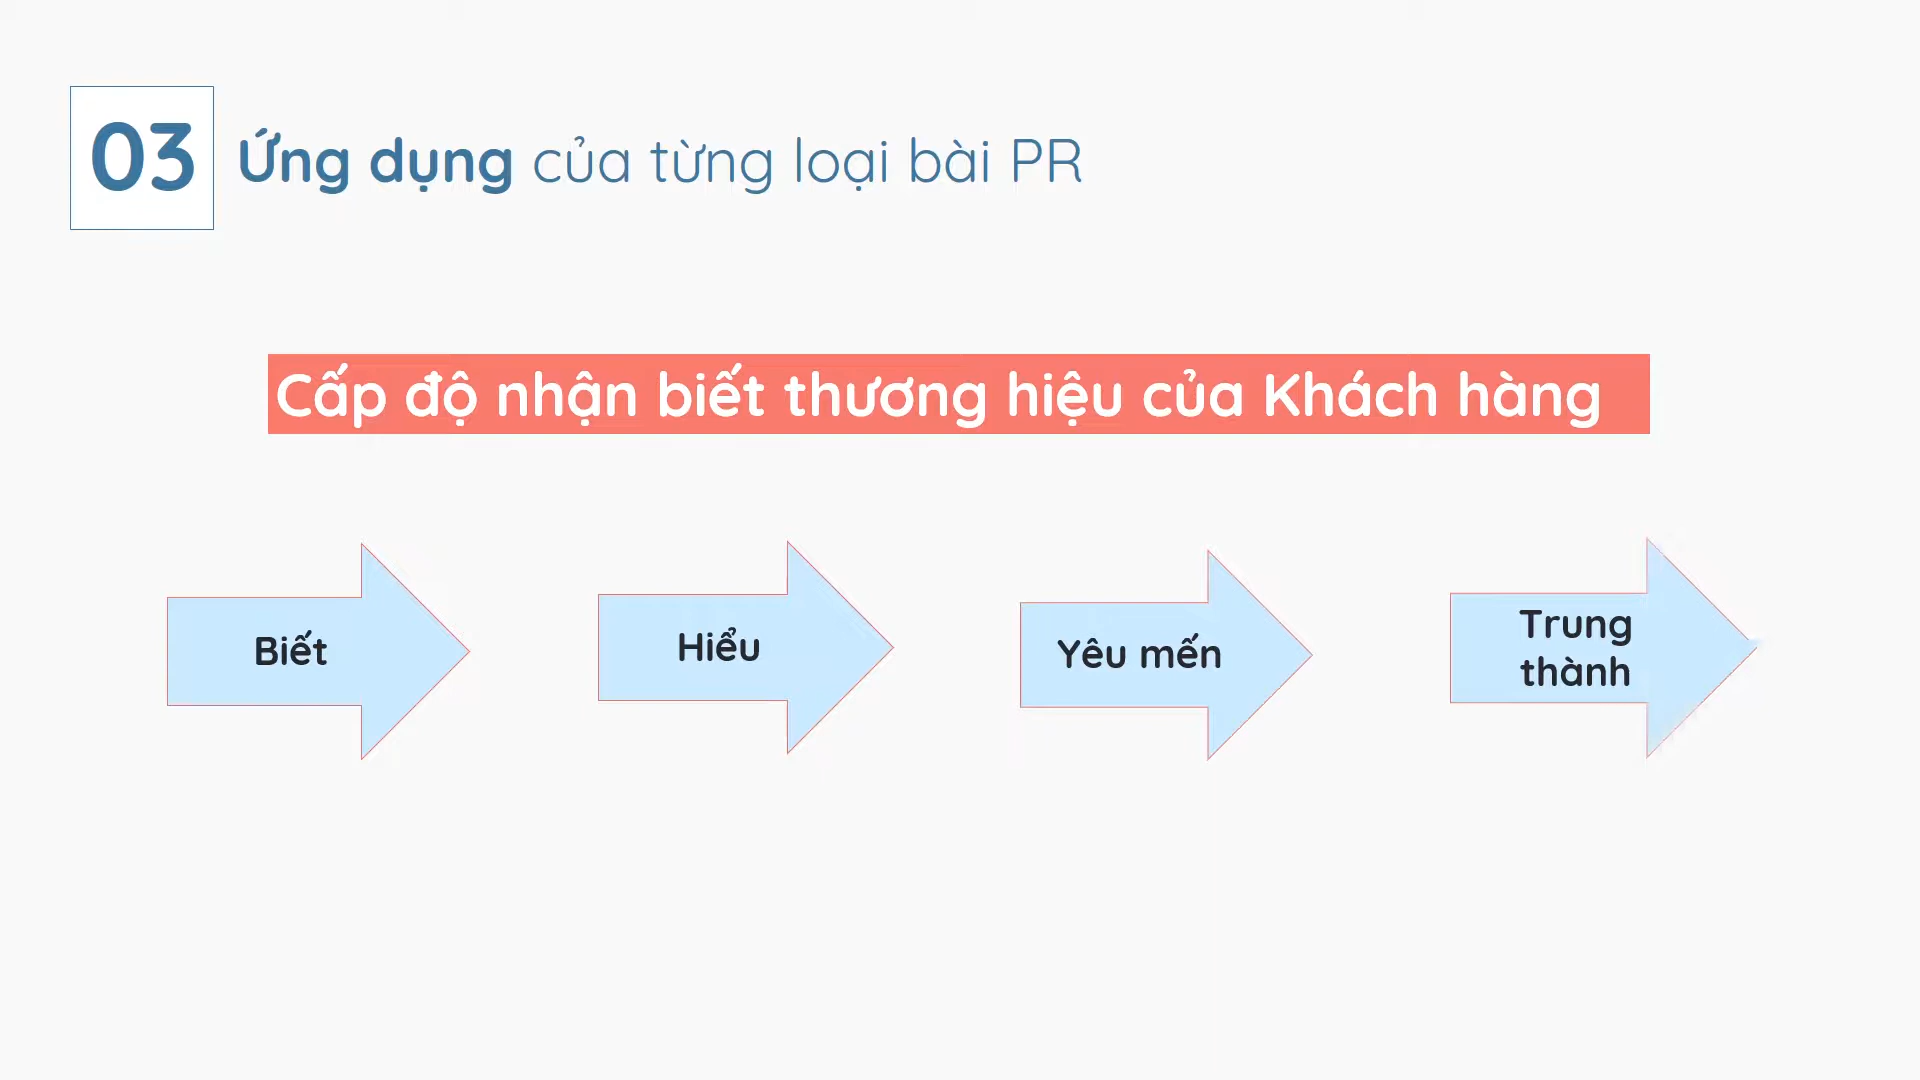 03
Ứng dụng của từng loại bài PR
Cấp độ nhận biết thương hiệu của Khách hàng
Biết
Hiểu
Yêu mến
Trung
thành